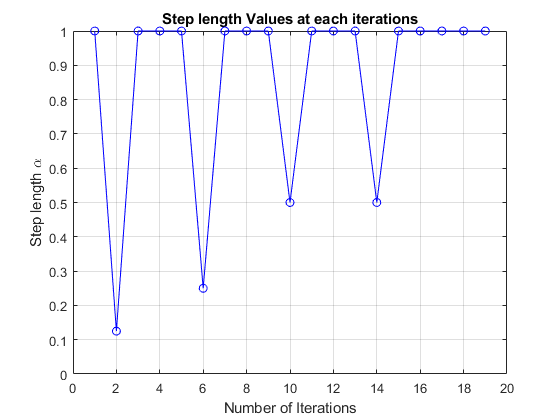 Step length Values at each iterations
1
0.9
0.8
0.7
0.6
0.5
0.4
0.3
0.2
0.1
0
Step length α
0 2 4 6 8 10 12 14 16 18 20
Number of Iterations